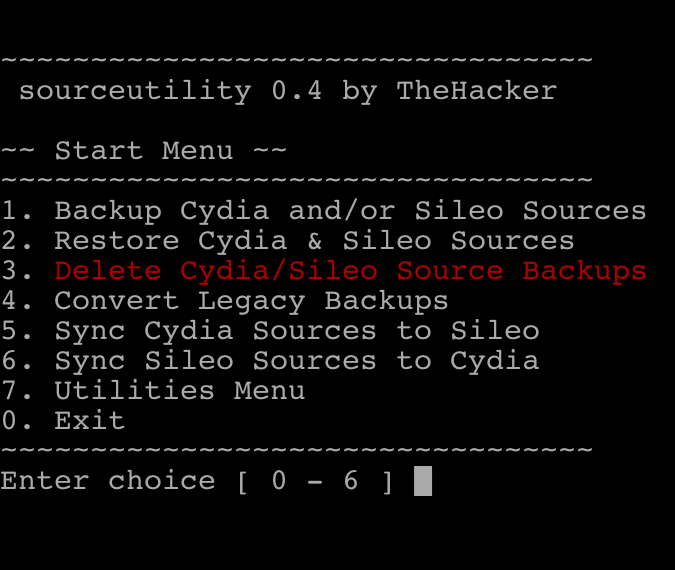 ~~~~~~~~~~~~~~~~~~~~~~~~~~~~~~~~~
sourceutility 0.4 by TheHacker
~~ Start Menu ~~
~~~~~~~~~~~~~~~~~~~~~~~~~~~~~~~~~
1. Backup Cydia and/or Sileo Sources
2. Restore Cydia & Sileo Sources
3. Delete Cydia/Sileo Source Backups
4. Convert Legacy Backups
5. Sync Cydia Sources to Sileo
6. Sync Sileo Sources to Cydia
7. Utilities Menu
0. Exit
~~~~~~~~~~~~~~~~~~~~~~~~~~~~~~~~~
Enter choice [ 0 - 6 ]